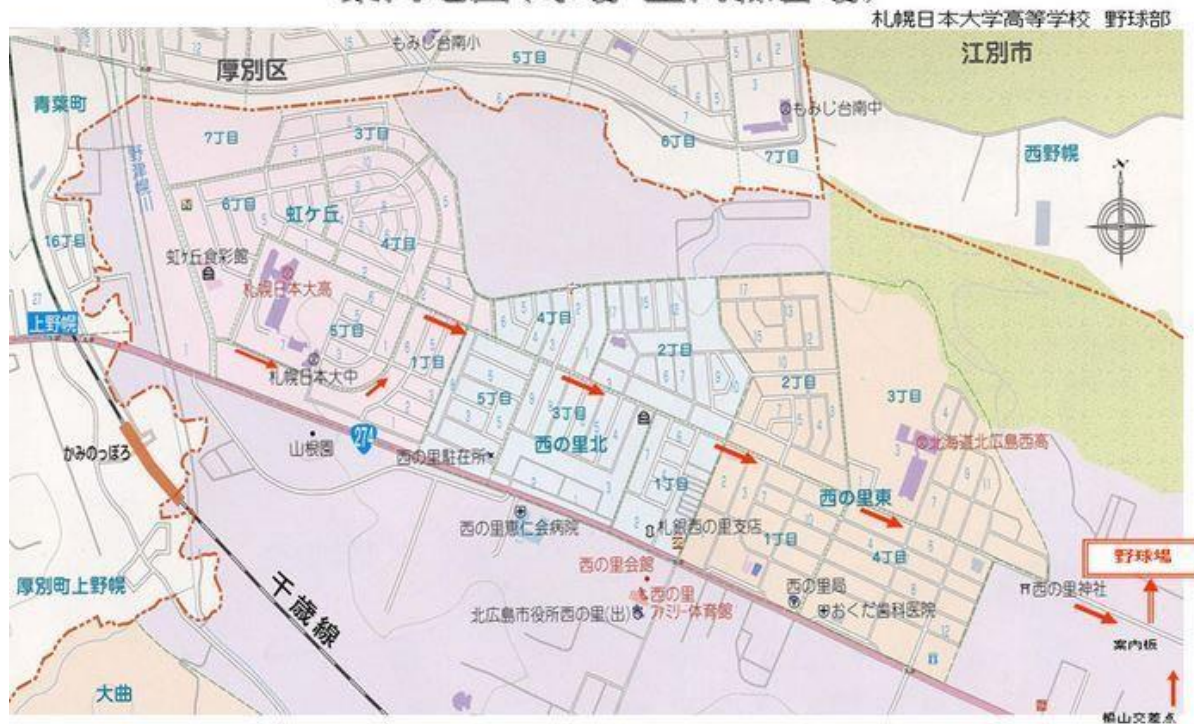 札幌日本大学高等学校 野球部
もみじ台南小
5丁目
厚別区
江別市
青葉町
もみじ台南中
7丁目
3丁目
6丁目
7丁目
西野幌
野津幌川
N
6丁目
虹ケ丘
16丁目
4丁目
虹ケ丘食彩館
札幌日本大高
上野幌
5丁目
4丁目
1丁目
2丁目
札幌日本大中
2丁目
3丁目
5丁目
3丁目
274
かみのっぽろ
山根園
西の里北
北海道北広島西高
西の里駐在所
1丁目
西の里東
西の里恵仁会病院
札銀西の里支店
1丁目
4丁目
野球場
西の里会館
厚別町上野幌
千歳線
西の里
ファミリー体育館
西の里局
西の里神社
北広島市役所西の里(出)
おくだ歯科医院
案内板
大曲